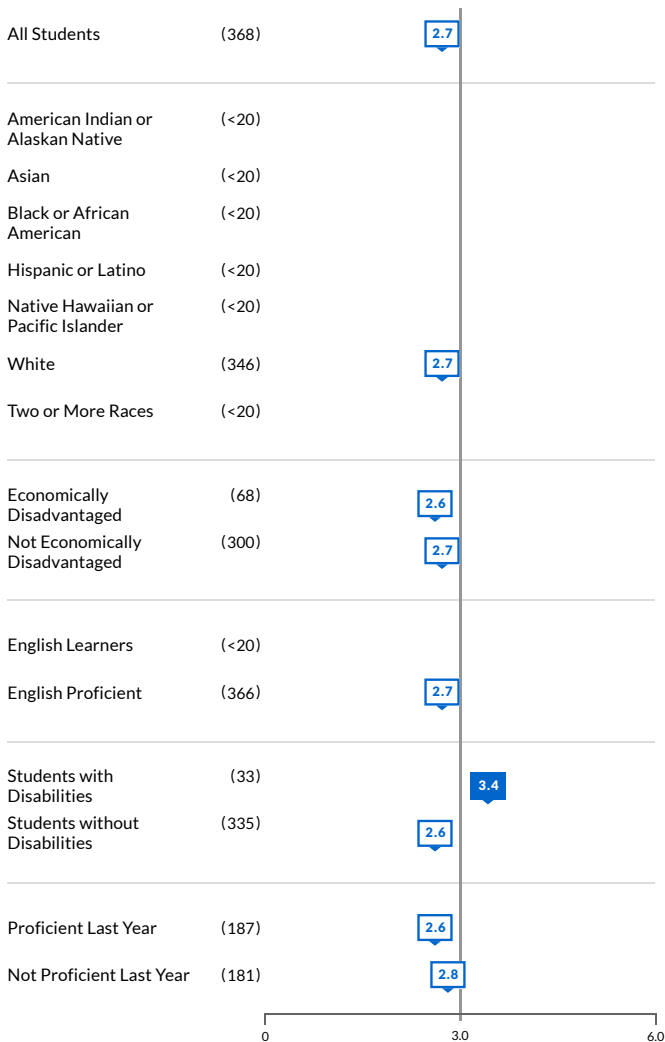 All Students (368) 2.7
American Indian or (<20)
Alaskan Native
Asian (<20)
Black or African (<20)
American
Hispanic or Latino (<20)
Native Hawaiian or (<20)
Pacific Islander
White (346) 2.7
Two or More Races (<20)
Economically (68) 2.6
Disadvantaged
Not Economically (300) 2.7
Disadvantaged
English Learners (<20)
English Proficient (366) 2.7
Students with (33) 3.4
Disabilities
Students without (335) 2.6
Disabilities
Proficient Last Year (187) 2.6
Not Proficient Last Year (181) 2.8
0 3.0 6.0